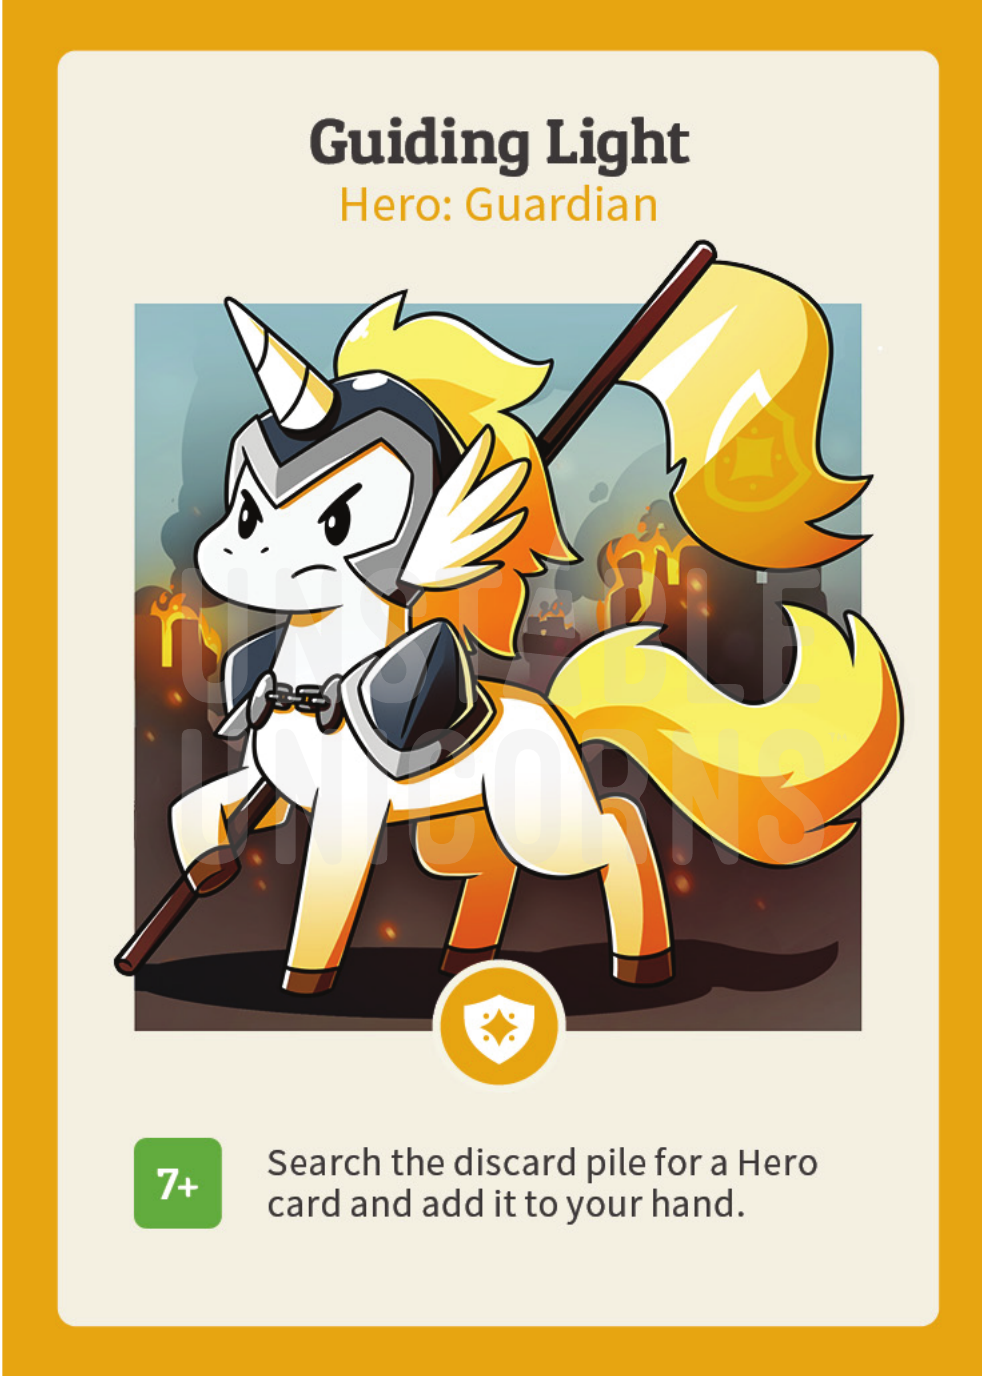 Guiding Light
Hero: Guardian
UNSTABLE
UNICORNS
7+
Search the discard pile for a Hero
card and add it to your hand.